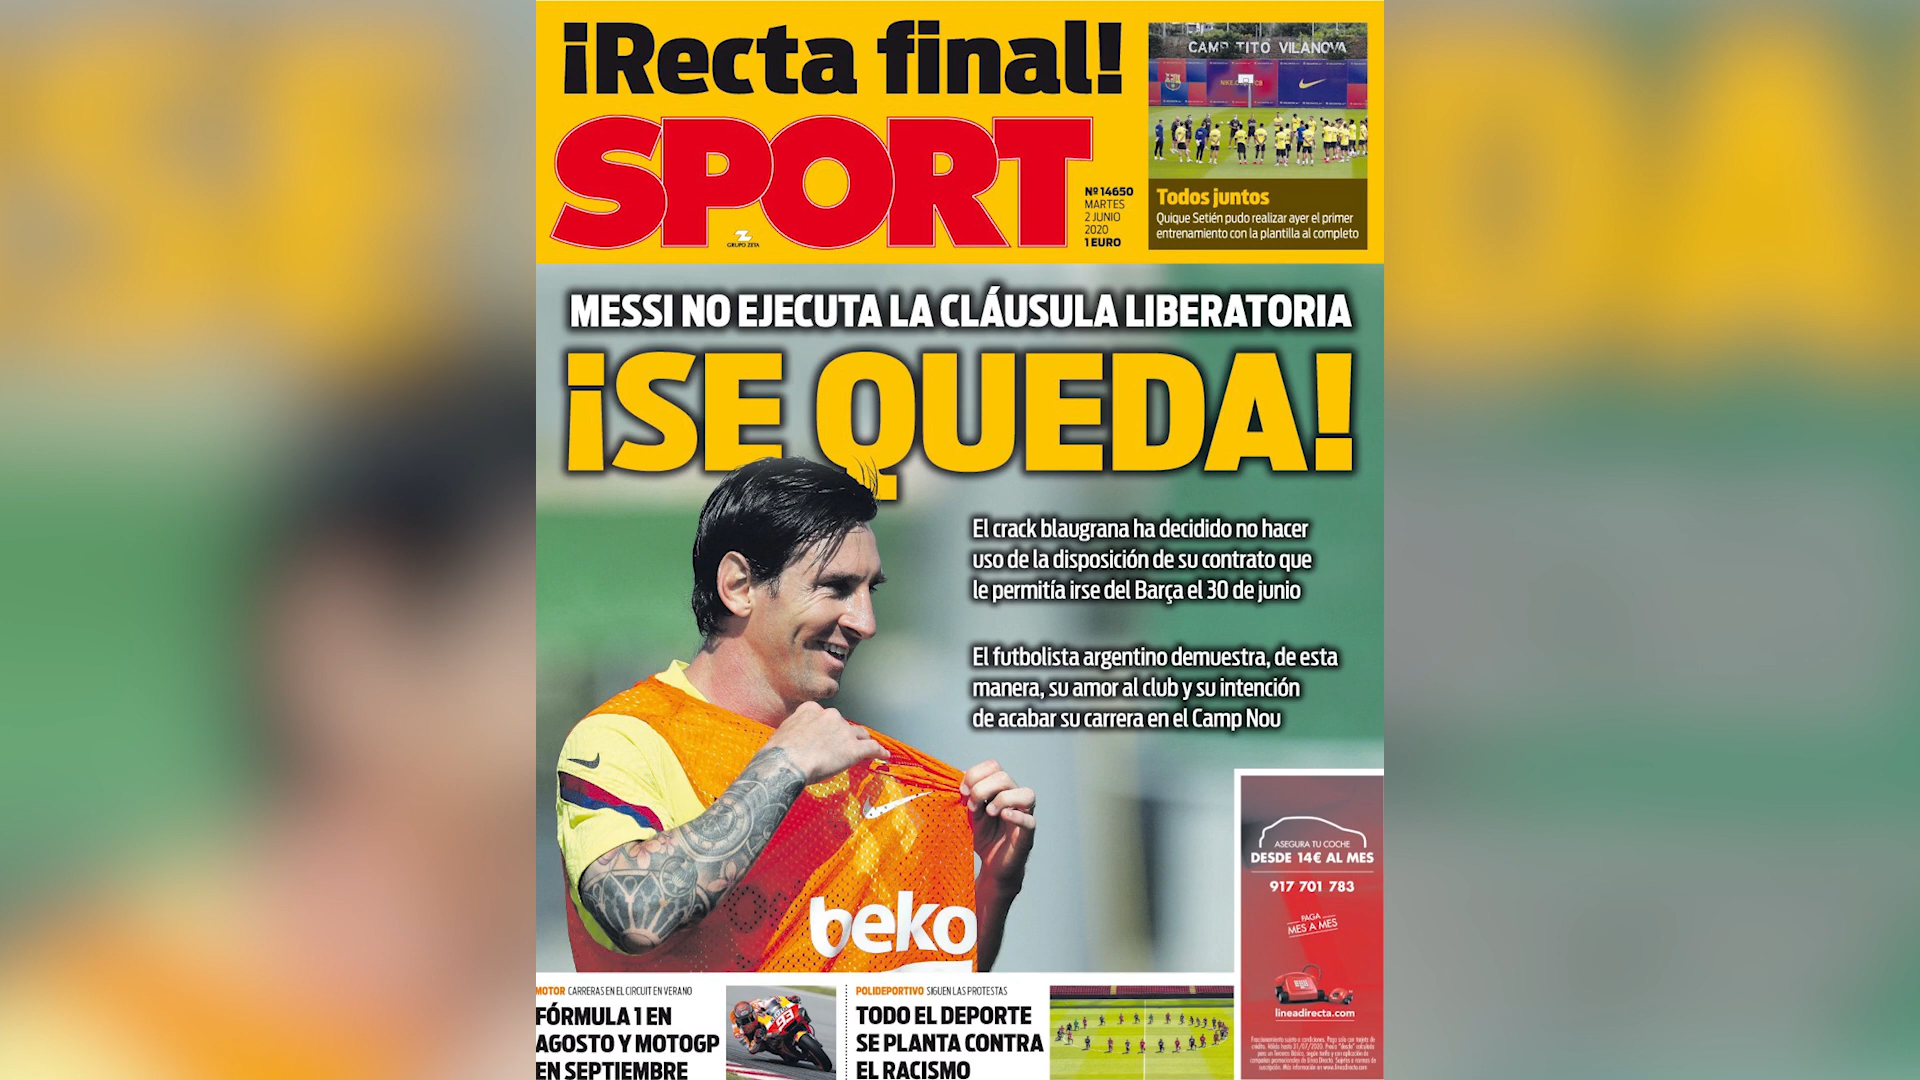 ¡Recta final!
SPORT
GRUPO ZETA
Nº 14650
MARTES
2 JUNIO
2020
1 EURO
CAMP TITO VILANOVA
Todos juntos
Quique Setién pudo realizar ayer el primer
entrenamiento con la plantilla al completo
MESSI NO EJECUTA LA CLÁUSULA LIBERATORIA
¡SE QUEDA!
El crack blaugrana ha decidido no hacer
uso de la disposición de su contrato que
le permitía irse del Barça el 30 de junio
El futbolista argentino demuestra, de esta
manera, su amor al club y su intención
de acabar su carrera en el Camp Nou
beko
ASEGURA TU COCHE
DESDE 14€ AL MES
917 701 783
PAGA
MES A MES
lineadirecta.com
MOTOR CARRERAS EN EL CIRCUIT EN VERANO
FÓRMULA 1 EN
AGOSTO Y MOTOGP
EN SEPTIEMBRE
93
POLIDEPORTIVO SIGUEN LAS PROTESTAS
TODO EL DEPORTE
SE PLANTA CONTRA
EL RACISMO